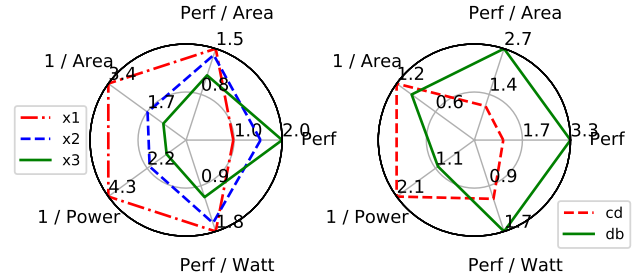 Perf / Area
1.5
1 / Area
3.4
0.8
1.7
x1
x2
x3
1.0
2.0
Perf
2.2
0.9
4.3
1 / Power
1.8
Perf / Watt
Perf / Area
2.7
1 / Area
1.2
1.4
0.6
1.7
3.3
Perf
1.1
0.9
2.1
1 / Power
1.7
Perf / Watt
cd
db